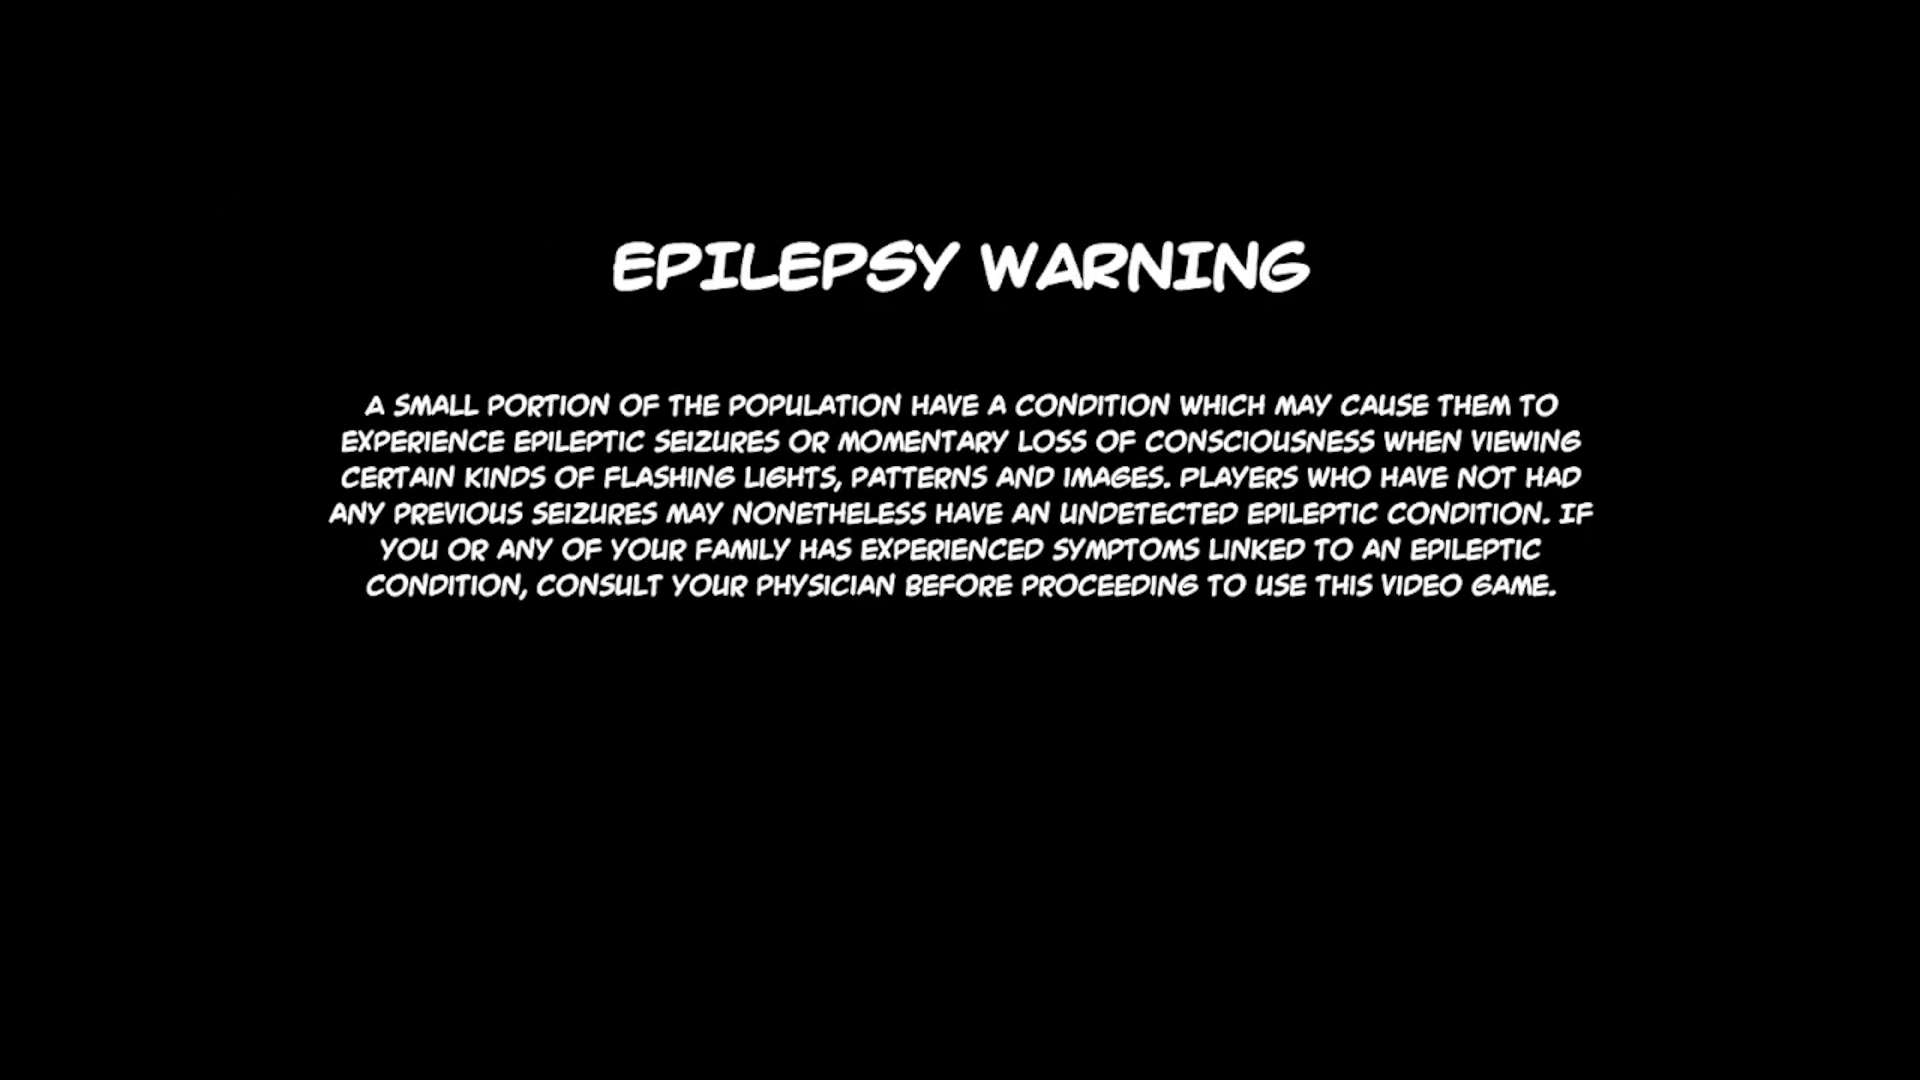 EPILEPSY WARNING
A SMALL PORTION OF THE POPULATION HAVE A CONDITION WHICH MAY CAUSE THEM TO
EXPERIENCE EPILEPTIC SEIZURES OR MOMENTARY LOSS OF CONSCIOUSNESS WHEN VIEWING
CERTAIN KINDS OF FLASHING LIGHTS, PATTERNS AND IMAGES. PLAYERS WHO HAVE NOT HAD
ANY PREVIOUS SEIZURES MAY NONETHELESS HAVE AN UNDETECTED EPILEPTIC CONDITION. IF
YOU OR ANY OF YOUR FAMILY HAS EXPERIENCED SYMPTOMS LINKED TO AN EPILEPTIC
CONDITION, CONSULT YOUR PHYSICIAN BEFORE PROCEEDING TO USE THIS VIDEO GAME.